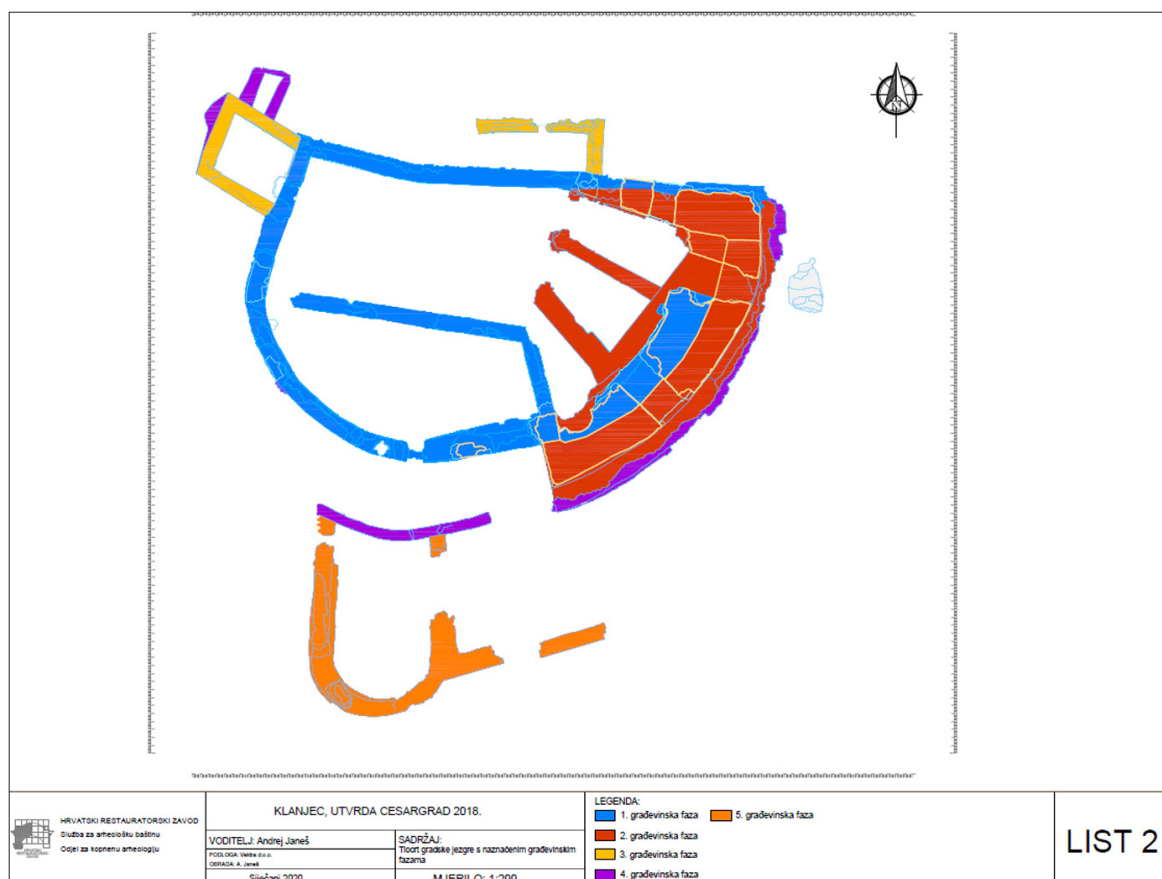 HRVATSKI RESTAURATORSKI ZAVOD
Služba za arheološku baštinu
Odjel za kopnenu arheologiju
KLANJEC, UTVRDA CESARGRAD 2018.
VODITELJ: Andrej Janeš
PODLOGA: Vektra d.o.o.
OBRADA: A. Janeš
Siječanj 2020.
SADRŽAJ:
Tlocrt gradske jezgre s naznačenim građevinskim
fazama
MJERILO: 1:200
LEGENDA:
1. građevinska faza
5. građevinska faza
2. građevinska faza
3. građevinska faza
4. građevinska faza
LIST 2